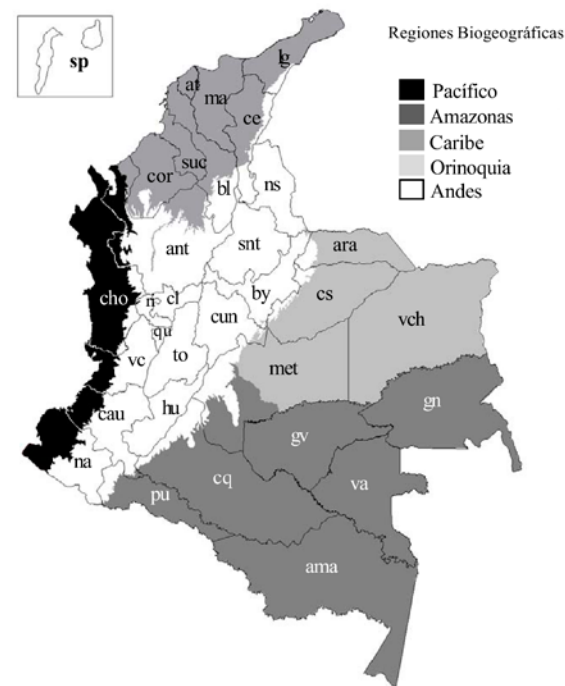 Regiones Biogeográficas
Pacífico
Amazonas
Caribe
Orinoquia
Andes
sp
lg
at
ma
ce
suc
cor
bl
ns
ant
snt
ara
cho
cl
by
cs
ri
qu
cun
vch
vc
to
met
cau
hu
gn
na
gv
cq
va
pu
ama